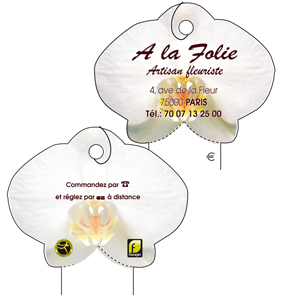 A la Folie
Artisan fleuriste
4, ave de la Fleur
75000 PARIS
Tél.: 70 07 13 25 00
Commandez par ☎
et réglez par à distance
f